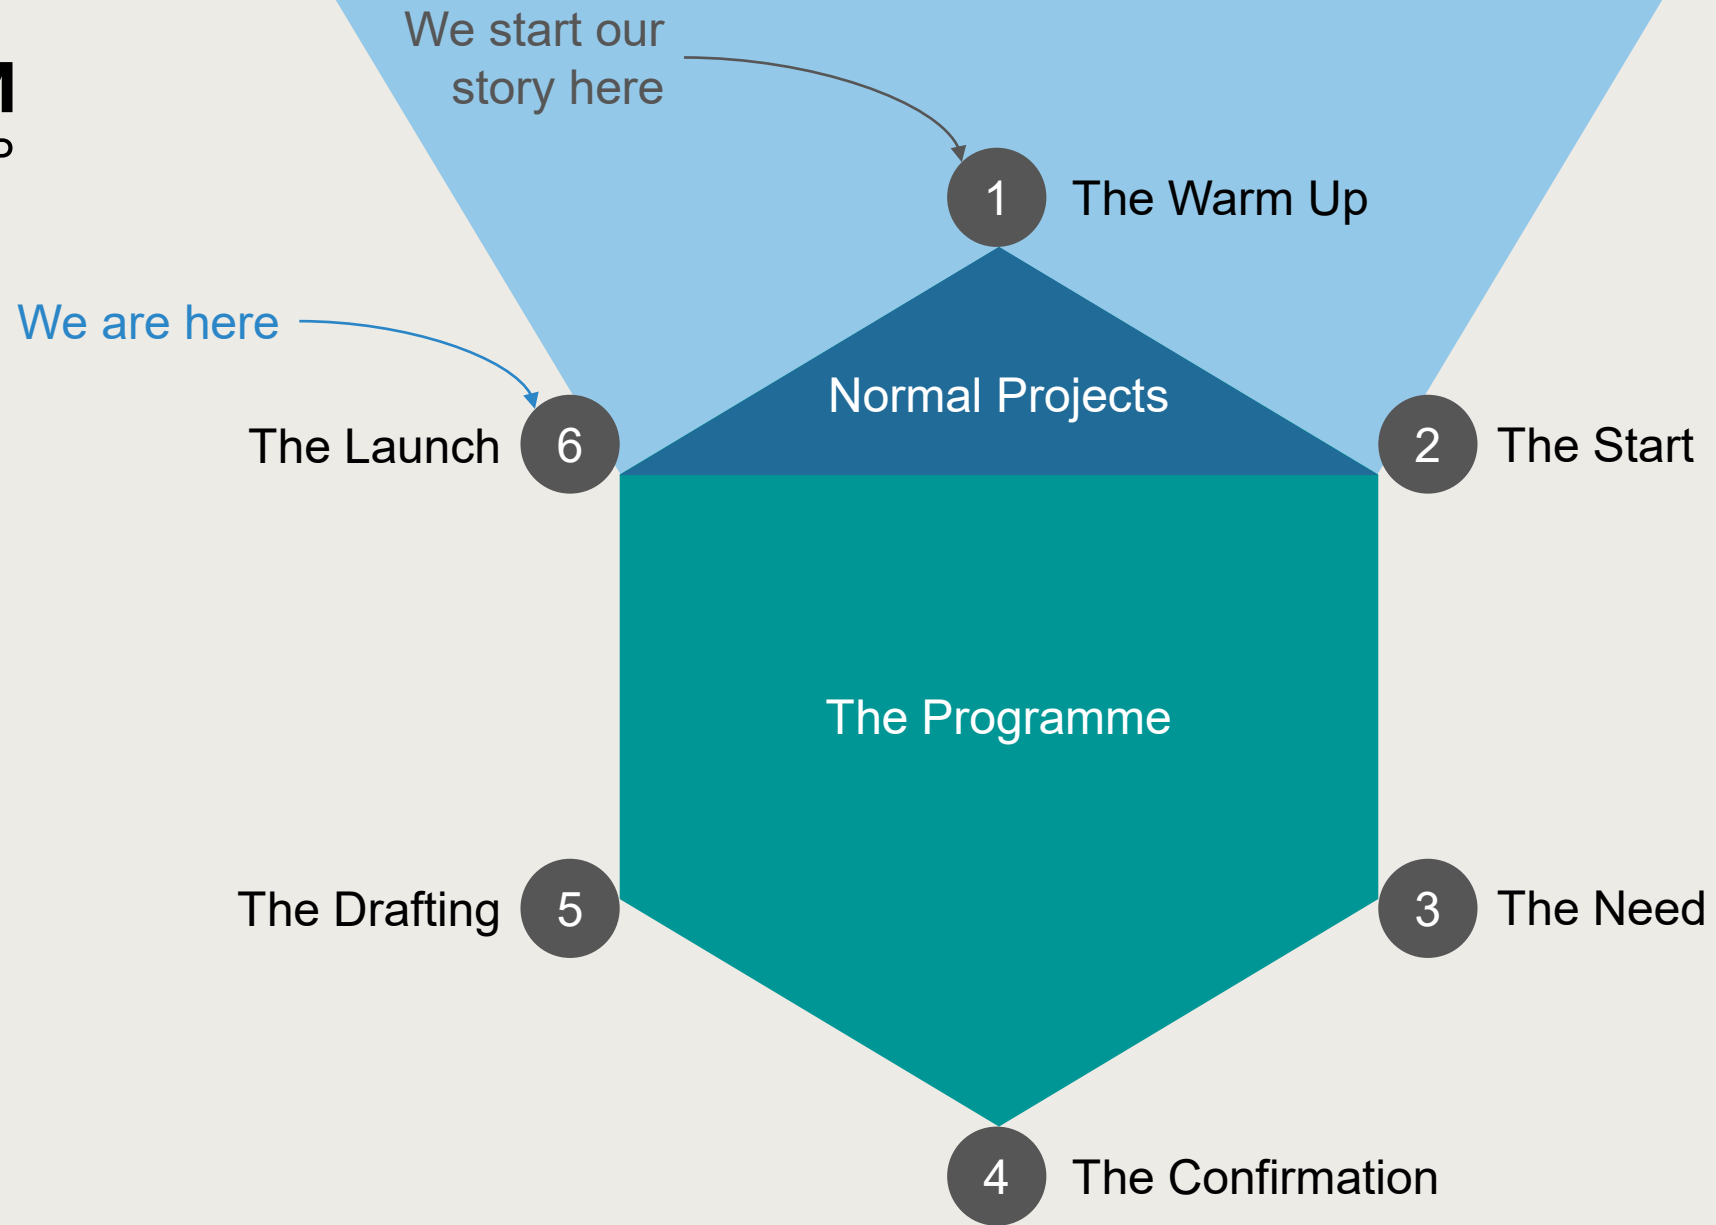 M
P
We start our
story here
1 The Warm Up
We are here
Normal Projects
The Launch 6
2 The Start
The Programme
The Drafting 5
3 The Need
4 The Confirmation